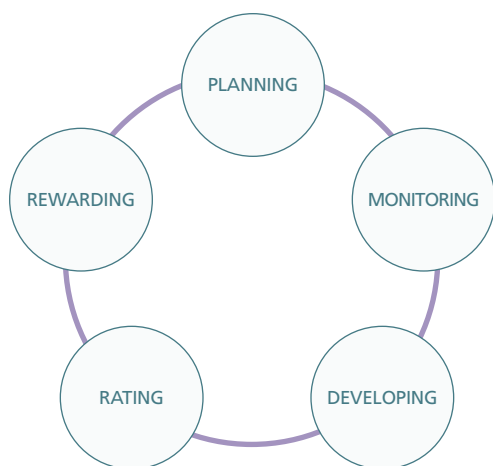 PLANNING
MONITORING
DEVELOPING
RATING
REWARDING